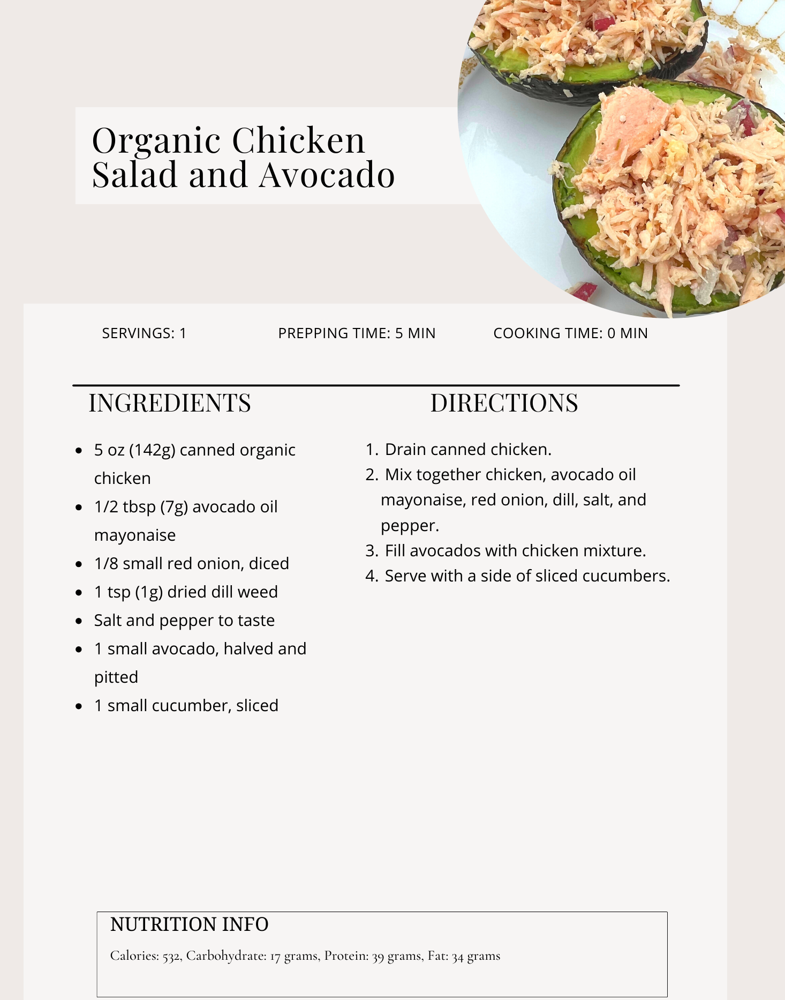 Organic Chicken
Salad and Avocado
SERVINGS: 1
PREPPING TIME: 5 MIN
COOKING TIME: 0 MIN
INGREDIENTS
• 5 oz (142g) canned organic
chicken
• 1/2 tbsp (7g) avocado oil
mayonaise
• 1/8 small red onion, diced
• 1 tsp (1g) dried dill weed
• Salt and pepper to taste
• 1 small avocado, halved and
pitted
• 1 small cucumber, sliced
DIRECTIONS
1. Drain canned chicken.
2. Mix together chicken, avocado oil
mayonaise, red onion, dill, salt, and
pepper.
3. Fill avocados with chicken mixture.
4. Serve with a side of sliced cucumbers.
NUTRITION INFO
Calories: 532, Carbohydrate: 17 grams, Protein: 39 grams, Fat: 34 grams